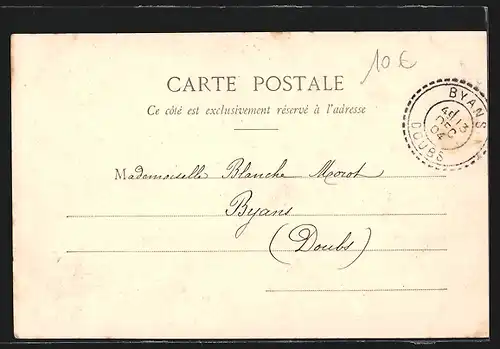 10 €
CARTE POSTALE
Ce côté est exclusivement réservé à l'adresse
Mademoiselle Blanche Morot
Byans
(Doubs)
BYANS
13
DEC
04
DOUBS